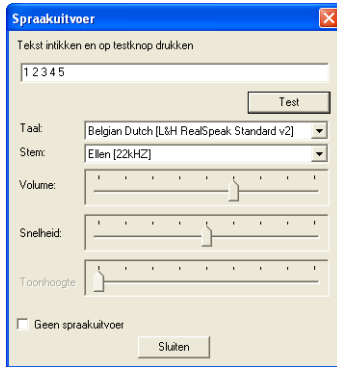 Spraakuitvoer
Tekst intikken en op testknop drukken
1 2 3 4 5
Test
Taal: Belgian Dutch [L&H RealSpeak Standard v2]
Stem: Ellen [22kHZ]
Volume:
Snelheid:
Toonhoogte
Geen spraakuitvoer
Sluiten